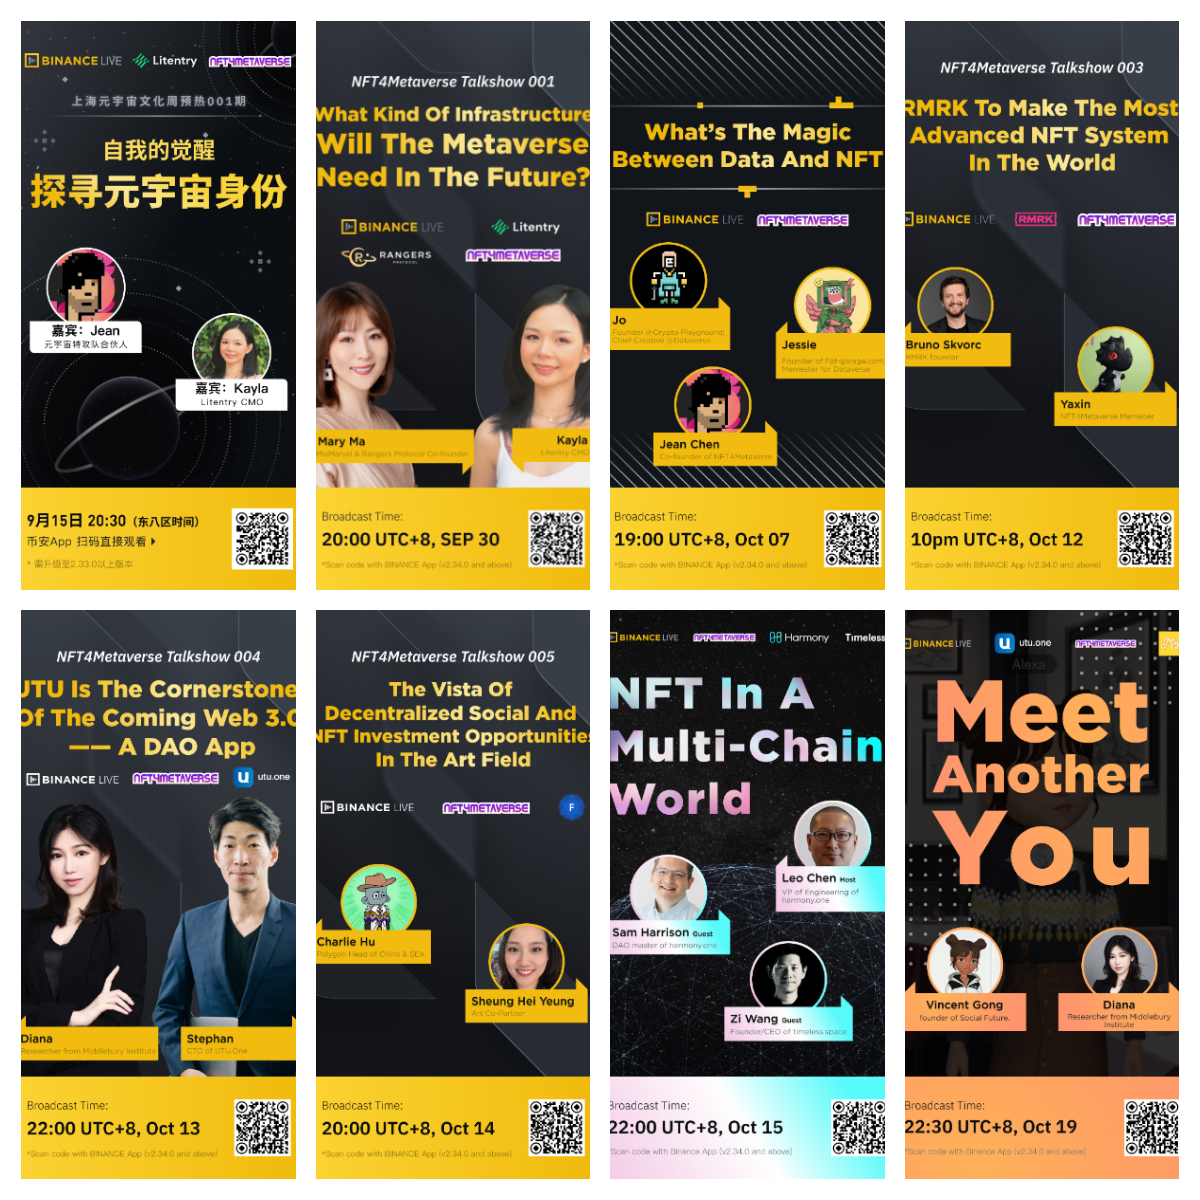 BINANCE LIVE
Litentry
NFT4METAVERSE
上海元宇宙文化周预热001期
自我的觉醒
探寻元宇宙身份
嘉宾：Jean
元宇宙特攻队合伙人
嘉宾：Kayla
Litentry CMO
9月15日 20:30（东八区时间）
币安App 扫码直接观看
* 需升级至2.33.0以上版本
NFT4Metaverse Talkshow 001
What Kind Of Infrastructure
Will The Metaverse
Need In The Future?
BINANCE LIVE
Litentry
RANGERS
PROTOCOL
NFT4METAVERSE
Mary Ma
MixMarvel & Rangers Protocol Co-founder
Kayla
Litentry CMO
Broadcast Time:
20:00 UTC+8, SEP 30
*Scan code with BINANCE App (v2.34.0 and above)
What's The Magic
Between Data And NFT
BINANCE LIVE
NFT4METAVERSE
Jo
Founder @Crypto Playground;
Chief Creative @Dataverse
Jessie
Founder of Fat-garage.com
Memester for Dataverse
Jean Chen
Co-founder of NFT4Metaverse
Broadcast Time:
19:00 UTC+8, Oct 07
*Scan code with BINANCE App (v2.34.0 and above)
NFT4Metaverse Talkshow 003
RMRK To Make The Most
Advanced NFT System
In The World
BINANCE LIVE
RMRK
NFT4METAVERSE
Bruno Skvorc
RMRK founder
Yaxin
NFT4Metaverse Memeber
Broadcast Time:
10pm UTC+8, Oct 12
*Scan code with BINANCE App (v2.34.0 and above)
NFT4Metaverse Talkshow 004
UTU Is The Cornerstone
Of The Coming Web 3.0
—— A DAO App
BINANCE LIVE
NFT4METAVERSE
u utu.one
Diana
Researcher from Middlebury Institute
Stephan
CTO of UTU.One
Broadcast Time:
22:00 UTC+8, Oct 13
*Scan code with BINANCE App (v2.34.0 and above)
NFT4Metaverse Talkshow 005
The Vista Of
Decentralized Social And
NFT Investment Opportunities
In The Art Field
BINANCE LIVE
NFT4METAVERSE
F
Charlie Hu
Polygon Head of China & SEA
Sheung Hei Yeung
Art Co-Partner
Broadcast Time:
20:00 UTC+8, Oct 14
*Scan code with BINANCE App (v2.34.0 and above)
BINANCE LIVE
NFT4METAVERSE
Harmony
Timeless
NFT In A
Multi-Chain
World
Leo Chen Host
VP of Engineering of
harmony.one
Sam Harrison Guest
DAO master of harmony.one
Zi Wang Guest
Founder/CEO of timeless.space
Broadcast Time:
22:00 UTC+8, Oct 15
*Scan code with Binance App (v2.34.0 and above)
BINANCE LIVE
u utu.one
NFT4METAVERSE
Alexa
Meet
Another
You
Vincent Gong
founder of Social Future.
Diana
Researcher from Middlebury
Institute
Broadcast Time:
22:30 UTC+8, Oct 19
*Scan code with Binance App (v2.34.0 and above)